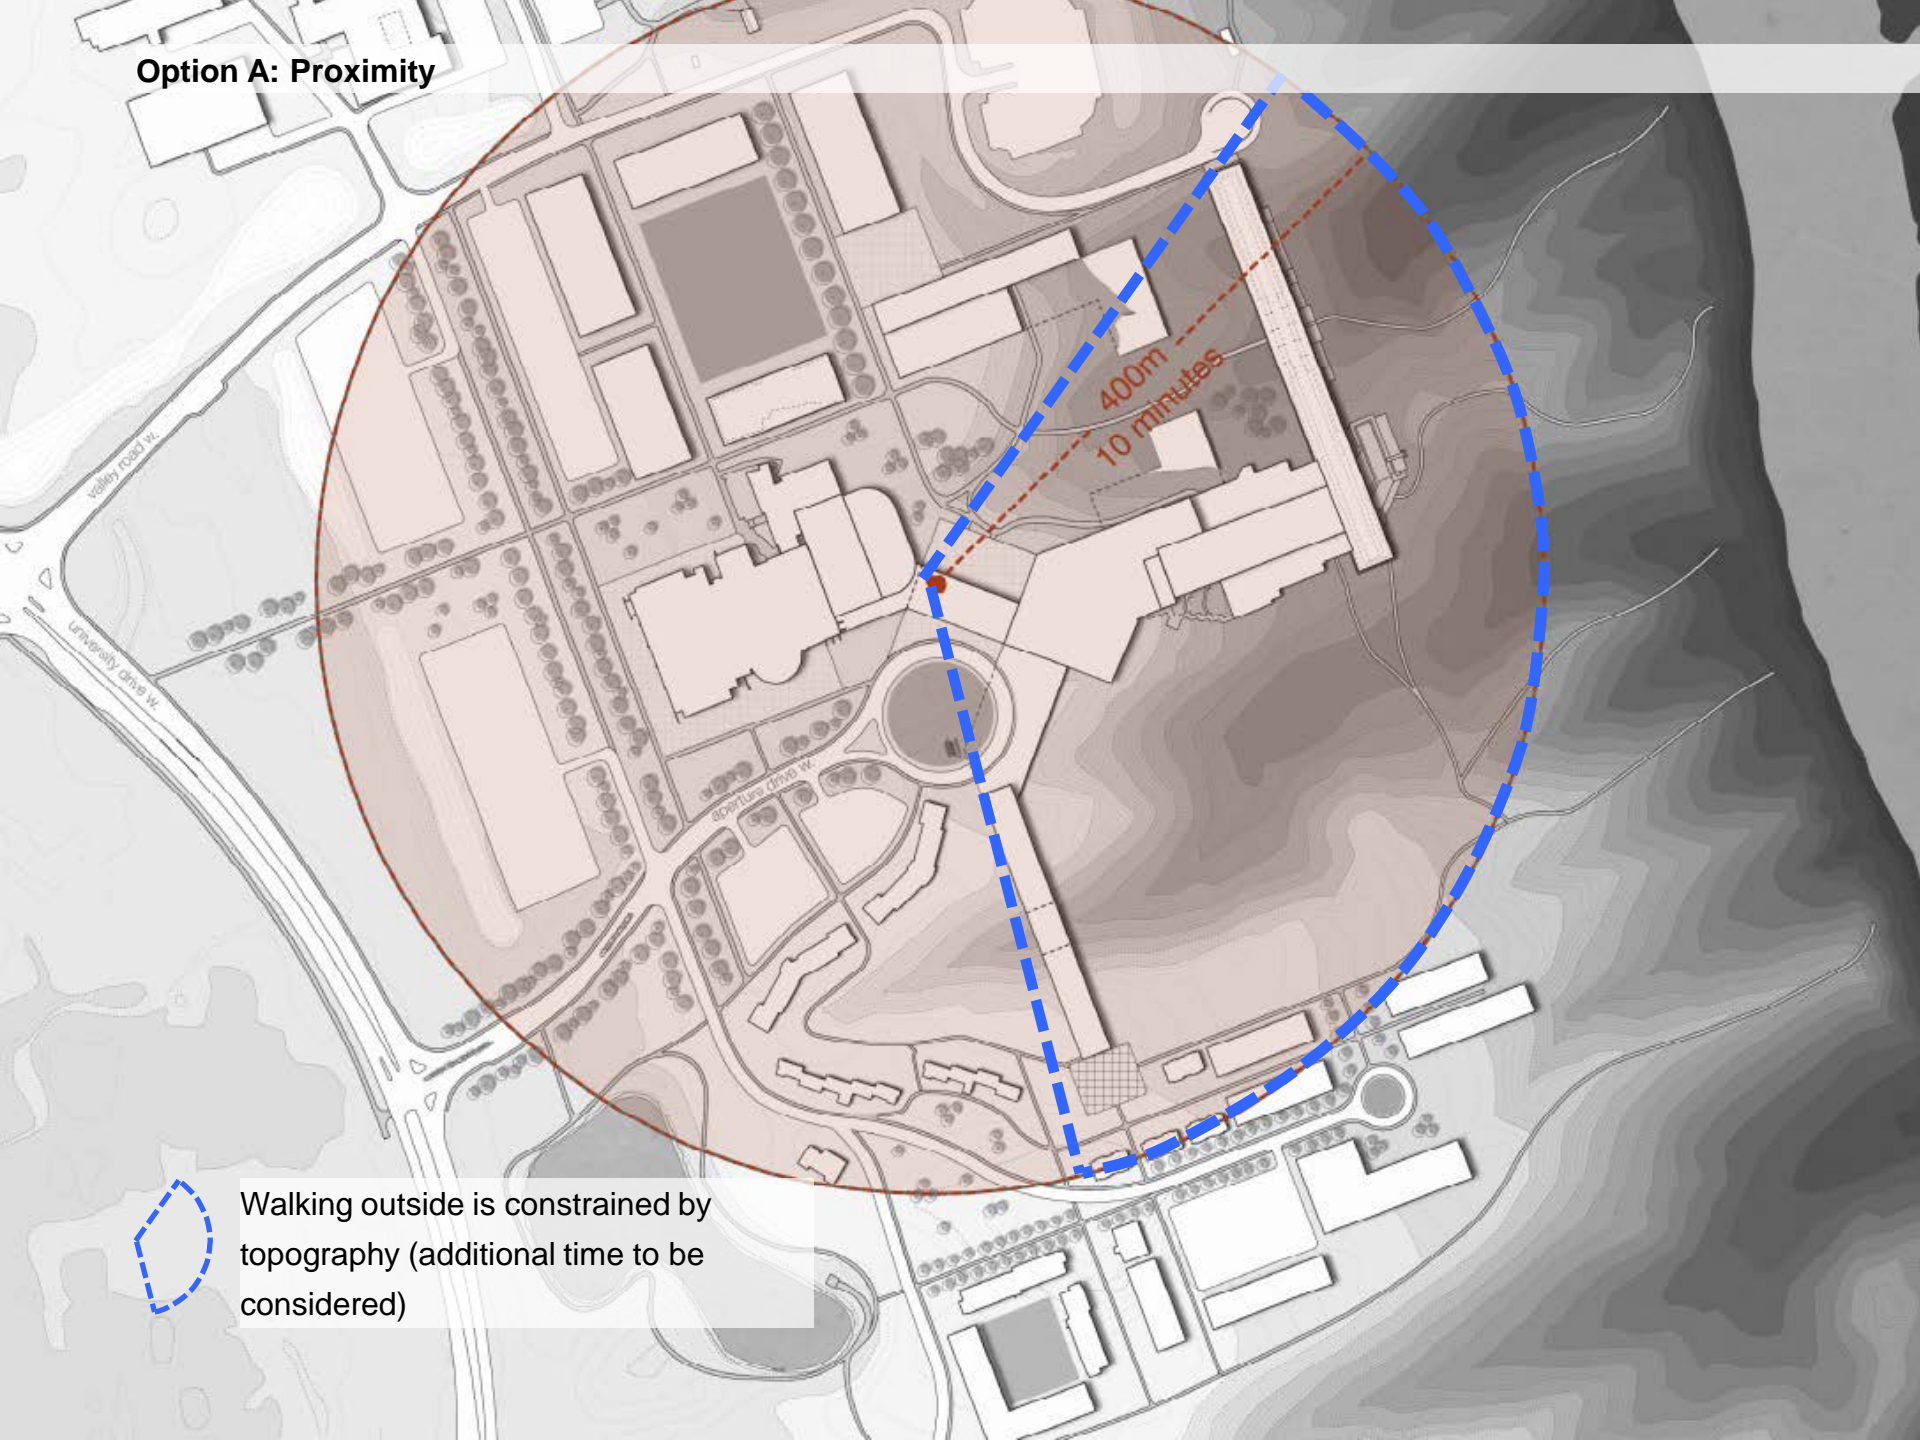 Option A: Proximity
400m
10 minutes
valley road w.
university drive w.
aperture drive w.
Walking outside is constrained by
topography (additional time to be
considered)